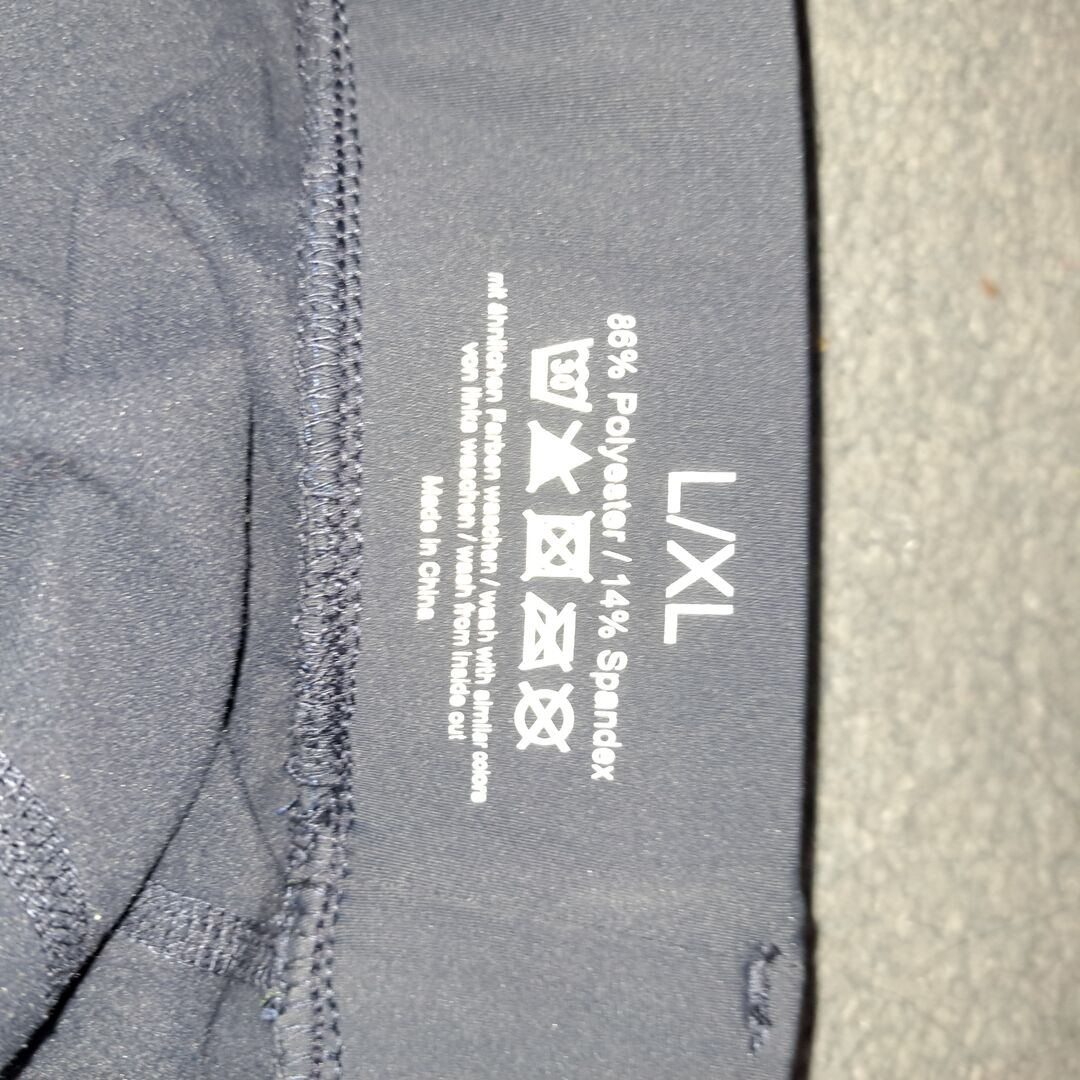 L/XL
86% Polyester / 14% Spandex
30
mit ähnlichen Farben waschen / wash with similar colors
von links waschen / wash from inside out
Made in China